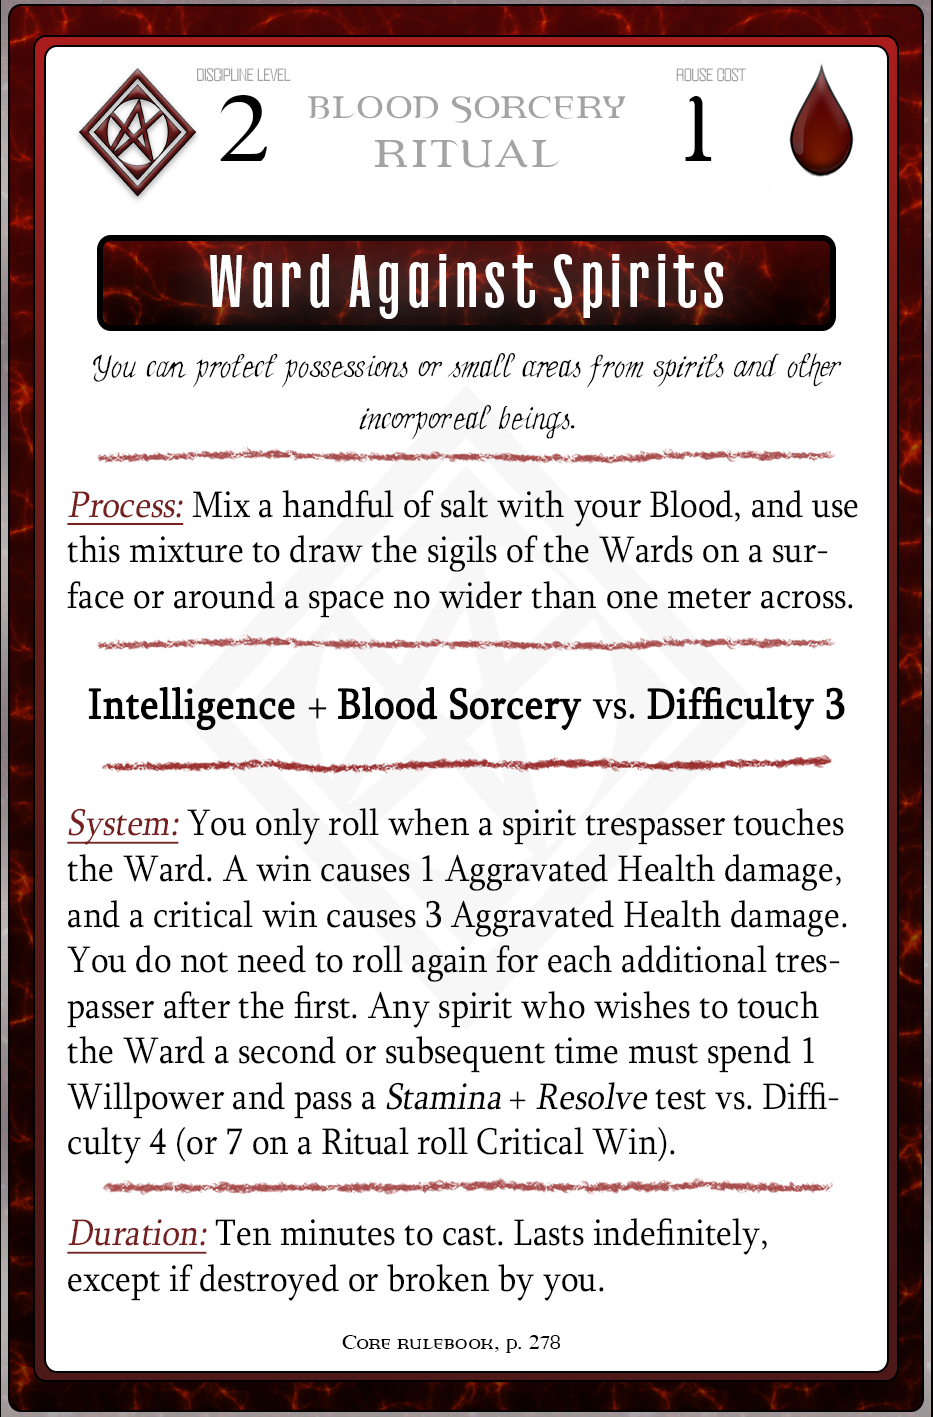 DISCIPLINE LEVEL
2
BLOOD SORCERY
RITUAL
ROUSE COST
1
Ward Against Spirits
You can protect possessions or small areas from spirits and other
incorporeal beings.
Process: Mix a handful of salt with your Blood, and use
this mixture to draw the sigils of the Wards on a sur-
face or around a space no wider than one meter across.
Intelligence + Blood Sorcery vs. Difficulty 3
System: You only roll when a spirit trespasser touches
the Ward. A win causes 1 Aggravated Health damage,
and a critical win causes 3 Aggravated Health damage.
You do not need to roll again for each additional tres-
passer after the first. Any spirit who wishes to touch
the Ward a second or subsequent time must spend 1
Willpower and pass a Stamina + Resolve test vs. Diffi-
culty 4 (or 7 on a Ritual roll Critical Win).
Duration: Ten minutes to cast. Lasts indefinitely,
except if destroyed or broken by you.
Core rulebook, p. 278